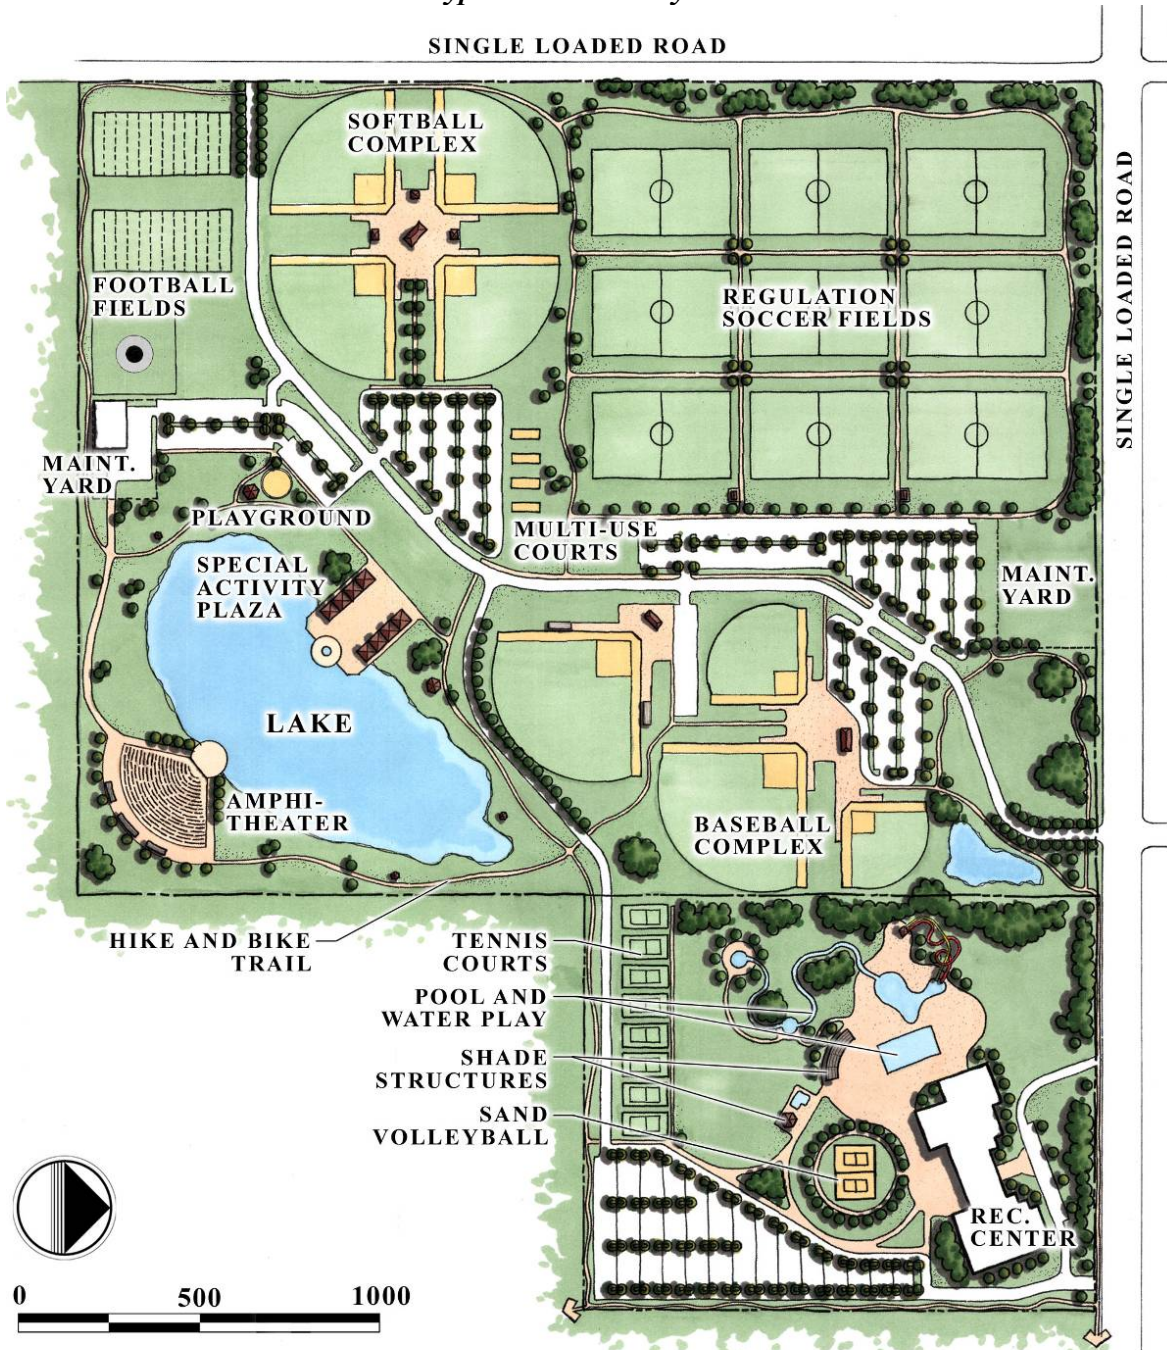 SINGLE LOADED ROAD
SOFTBALL
COMPLEX
SINGLE LOADED ROAD
FOOTBALL
FIELDS
REGULATION
SOCCER FIELDS
MAINT.
YARD
PLAYGROUND
MULTI-USE
COURTS
SPECIAL
ACTIVITY
PLAZA
MAINT.
YARD
LAKE
AMPHI-
THEATER
BASEBALL
COMPLEX
HIKE AND BIKE
TRAIL
TENNIS
COURTS
POOL AND
WATER PLAY
SHADE
STRUCTURES
SAND
VOLLEYBALL
REC.
CENTER
0 500 1000